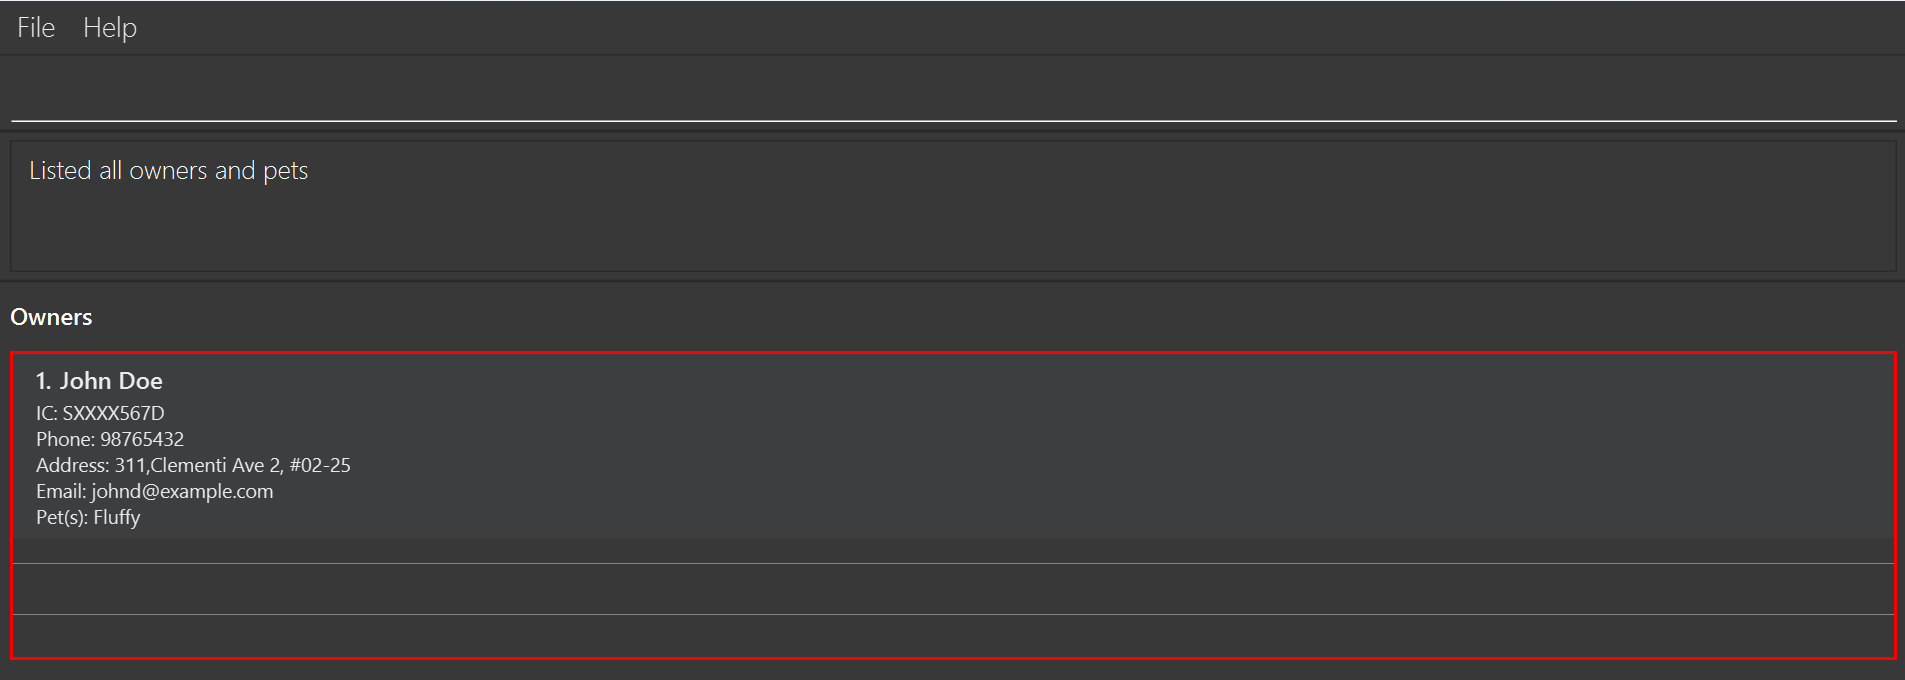 File Help
Listed all owners and pets
Owners
1. John Doe
IC: SXXXX567D
Phone: 98765432
Address: 311,Clementi Ave 2, #02-25
Email: johnd@example.com
Pet(s): Fluffy